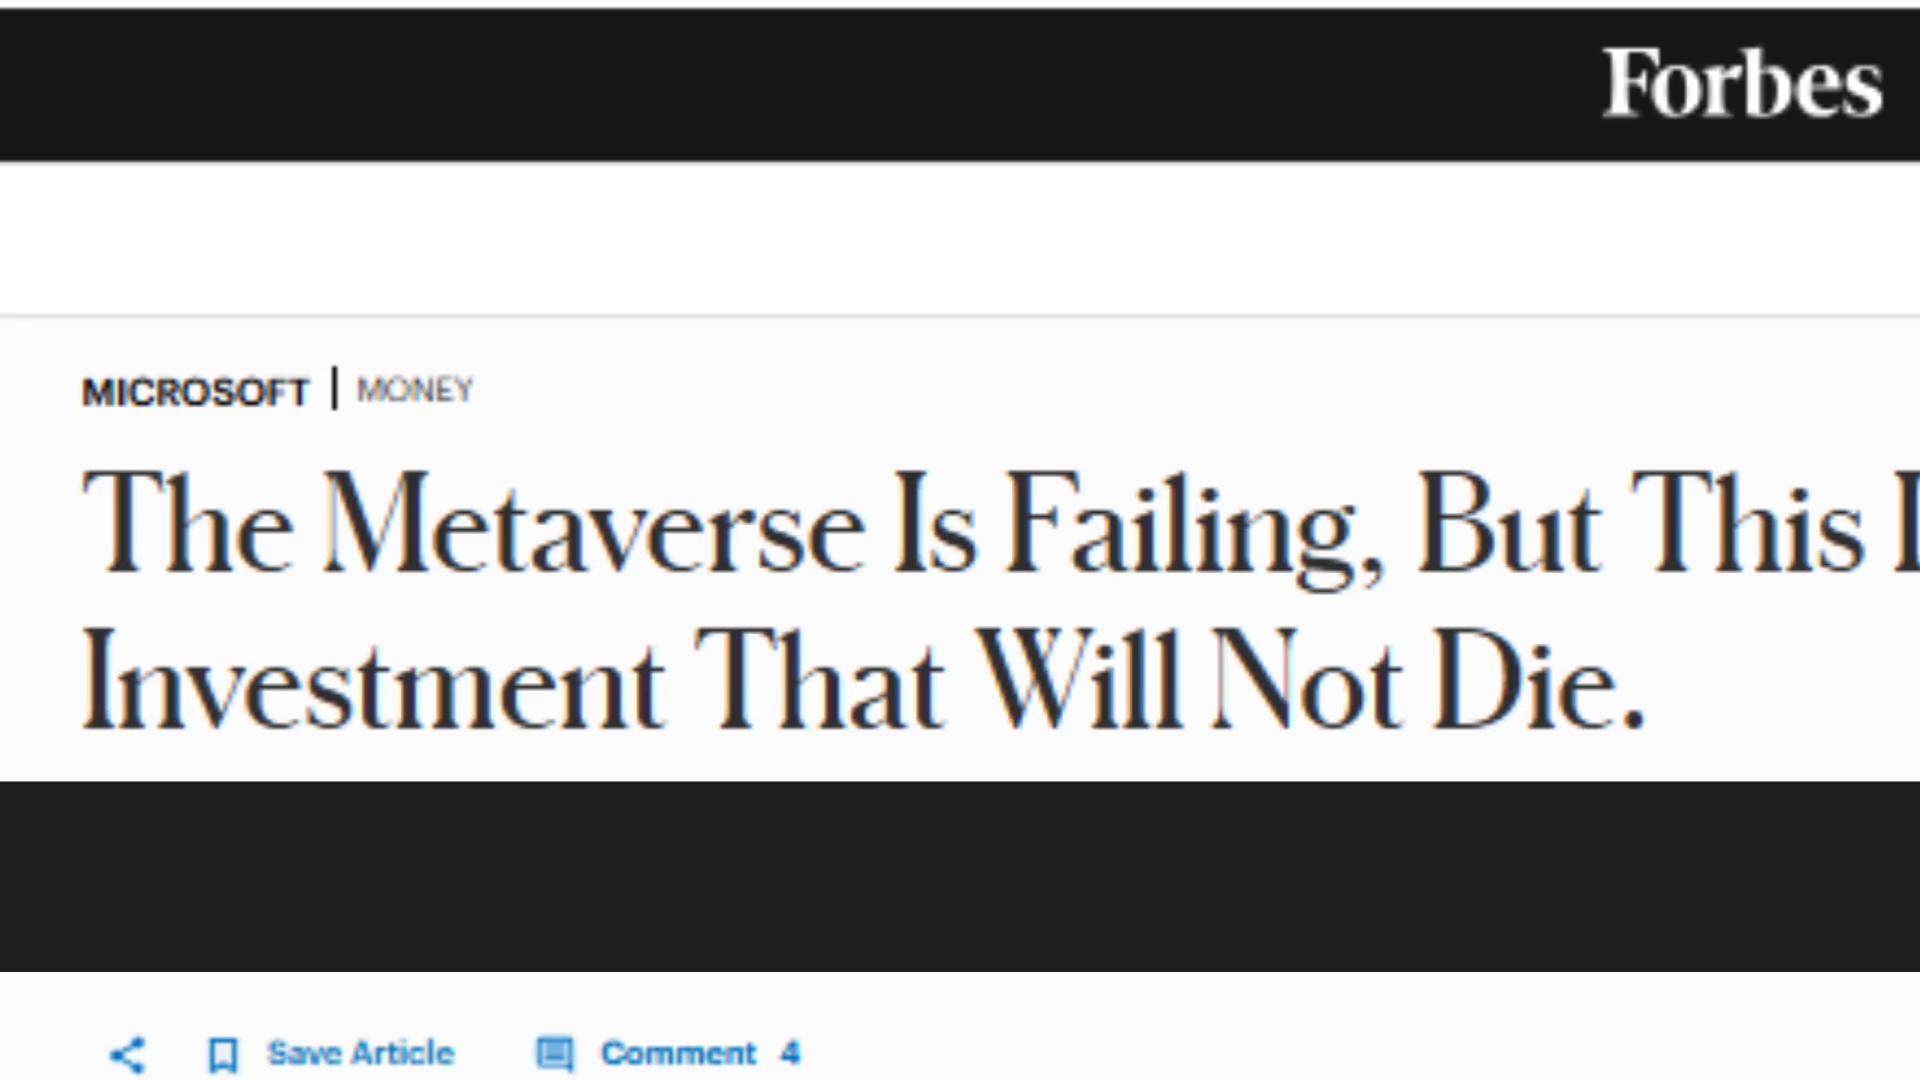 Forbes
MICROSOFT | MONEY
The Metaverse Is Failing, But This
Investment That Will Not Die.
Save Article
Comment 4